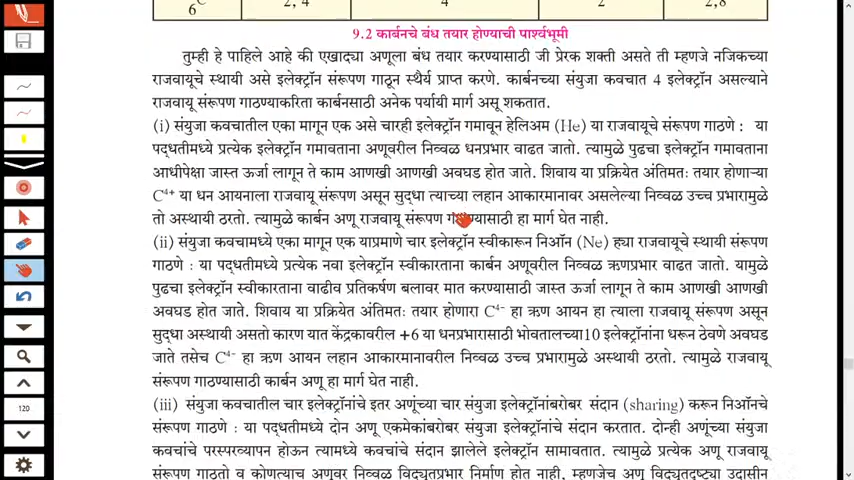 6 C 2, 4 4 2 2,8
9.2 कार्बनचे बंध तयार होण्याची पार्श्वभूमी
तुम्ही हे पाहिले आहे की एखाद्या अणूला बंध तयार करण्यासाठी जी प्रेरक शक्ती असते ती म्हणजे नजिकच्या
राजवायूचे स्थायी असे इलेक्ट्रॉन संरूपण गाठून स्थैर्य प्राप्त करणे. कार्बनच्या संयुजा कवचात 4 इलेक्ट्रॉन असल्याने
राजवायू संरूपण गाठण्याकरिता कार्बनसाठी अनेक पर्यायी मार्ग असू शकतात.
(i) संयुजा कवचातील एका मागून एक असे चारही इलेक्ट्रॉन गमावून हेलिअम (He) या राजवायूचे संरूपण गाठणे : या
पद्धतीमध्ये प्रत्येक इलेक्ट्रॉन गमावताना अणूवरील निव्वळ धनप्रभार वाढत जातो. त्यामुळे पुढचा इलेक्ट्रॉन गमावताना
आधीपेक्षा जास्त ऊर्जा लागून ते काम आणखी आणखी अवघड होत जाते. शिवाय या प्रक्रियेत अंतिमतः तयार होणाऱ्या
C⁴⁺ या धन आयनाला राजवायू संरूपण असून सुद्धा त्याच्या लहान आकारमानावर असलेल्या निव्वळ उच्च प्रभारामुळे
तो अस्थायी ठरतो. त्यामुळे कार्बन अणू राजवायू संरूपण गाठण्यासाठी हा मार्ग घेत नाही.
(ii) संयुजा कवचामध्ये एका मागून एक याप्रमाणे चार इलेक्ट्रॉन स्वीकारून निऑन (Ne) ह्या राजवायूचे स्थायी संरूपण
गाठणे : या पद्धतीमध्ये प्रत्येक नवा इलेक्ट्रॉन स्वीकारताना कार्बन अणूवरील निव्वळ ऋणप्रभार वाढत जातो. यामुळे
पुढचा इलेक्ट्रॉन स्वीकारताना वाढीव प्रतिकर्षण बलावर मात करण्यासाठी जास्त ऊर्जा लागून ते काम आणखी आणखी
अवघड होत जाते. शिवाय या प्रक्रियेत अंतिमतः तयार होणारा C⁴⁻ हा ऋण आयन हा त्याला राजवायू संरूपण असून
सुद्धा अस्थायी असतो कारण यात केंद्रकावरील +6 या धनप्रभारासाठी भोवतालच्या10 इलेक्ट्रॉनांना धरून ठेवणे अवघड
जाते तसेच C⁴⁻ हा ऋण आयन लहान आकारमानावरील निव्वळ उच्च प्रभारामुळे अस्थायी ठरतो. त्यामुळे राजवायू
संरूपण गाठण्यासाठी कार्बन अणू हा मार्ग घेत नाही.
(iii) संयुजा कवचातील चार इलेक्ट्रॉनांचे इतर अणूंच्या चार संयुजा इलेक्ट्रॉनांबरोबर संदान (sharing) करून निऑनचे
संरूपण गाठणे : या पद्धतीमध्ये दोन अणू एकमेकांबरोबर संयुजा इलेक्ट्रॉनांचे संदान करतात. दोन्ही अणूंच्या संयुजा
कवचांचे परस्परव्यापन होऊन त्यामध्ये संदान झालेले इलेक्ट्रॉन सामावतात. त्यामुळे प्रत्येक अणू राजवायू
संरूपण गाठतो व कोणत्याच अणूवर निव्वळ विद्युतप्रभार निर्माण होत नाही, म्हणजेच अणू विद्युतदृष्ट्या उदासीन
120